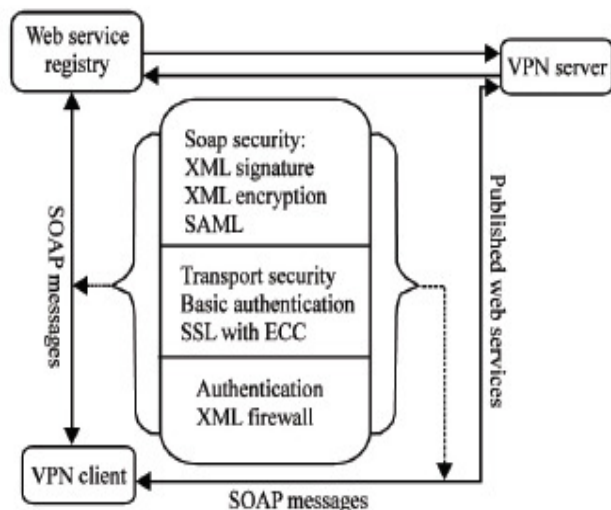 Web service
registry
VPN server
Soap security:
XML signature
XML encryption
SAML
Transport security
Basic authentication
SSL with ECC
Authentication
XML firewall
SOAP messages
Published web services
VPN client
SOAP messages